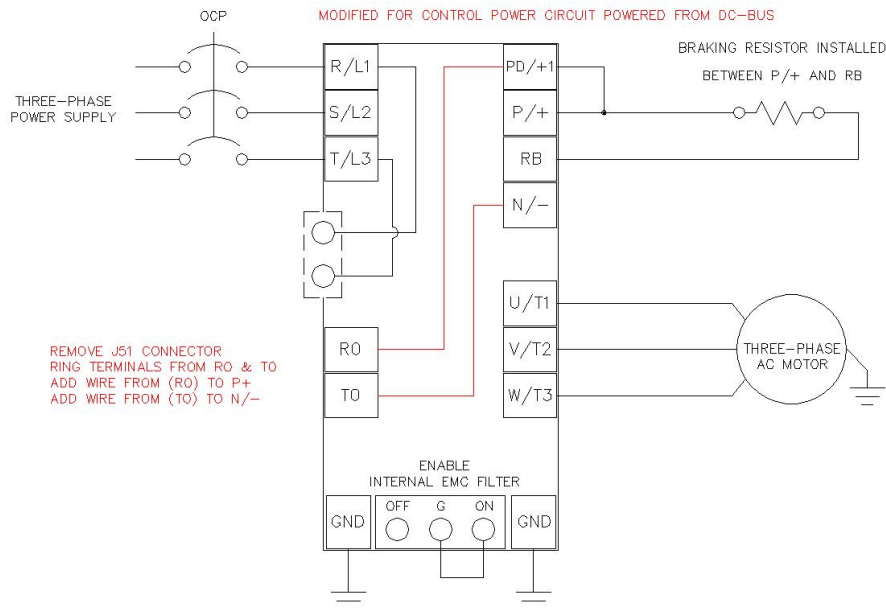 OCP
MODIFIED FOR CONTROL POWER CIRCUIT POWERED FROM DC-BUS
BRAKING RESISTOR INSTALLED
BETWEEN P/+ AND RB
THREE-PHASE
POWER SUPPLY
R/L1
S/L2
T/L3
PD/+1
P/+
RB
N/-
U/T1
V/T2
W/T3
THREE-PHASE
AC MOTOR
REMOVE J51 CONNECTOR
RING TERMINALS FROM RO & TO
ADD WIRE FROM (RO) TO P+
ADD WIRE FROM (TO) TO N/-
RO
TO
ENABLE
INTERNAL EMC FILTER
OFF G ON
GND
GND